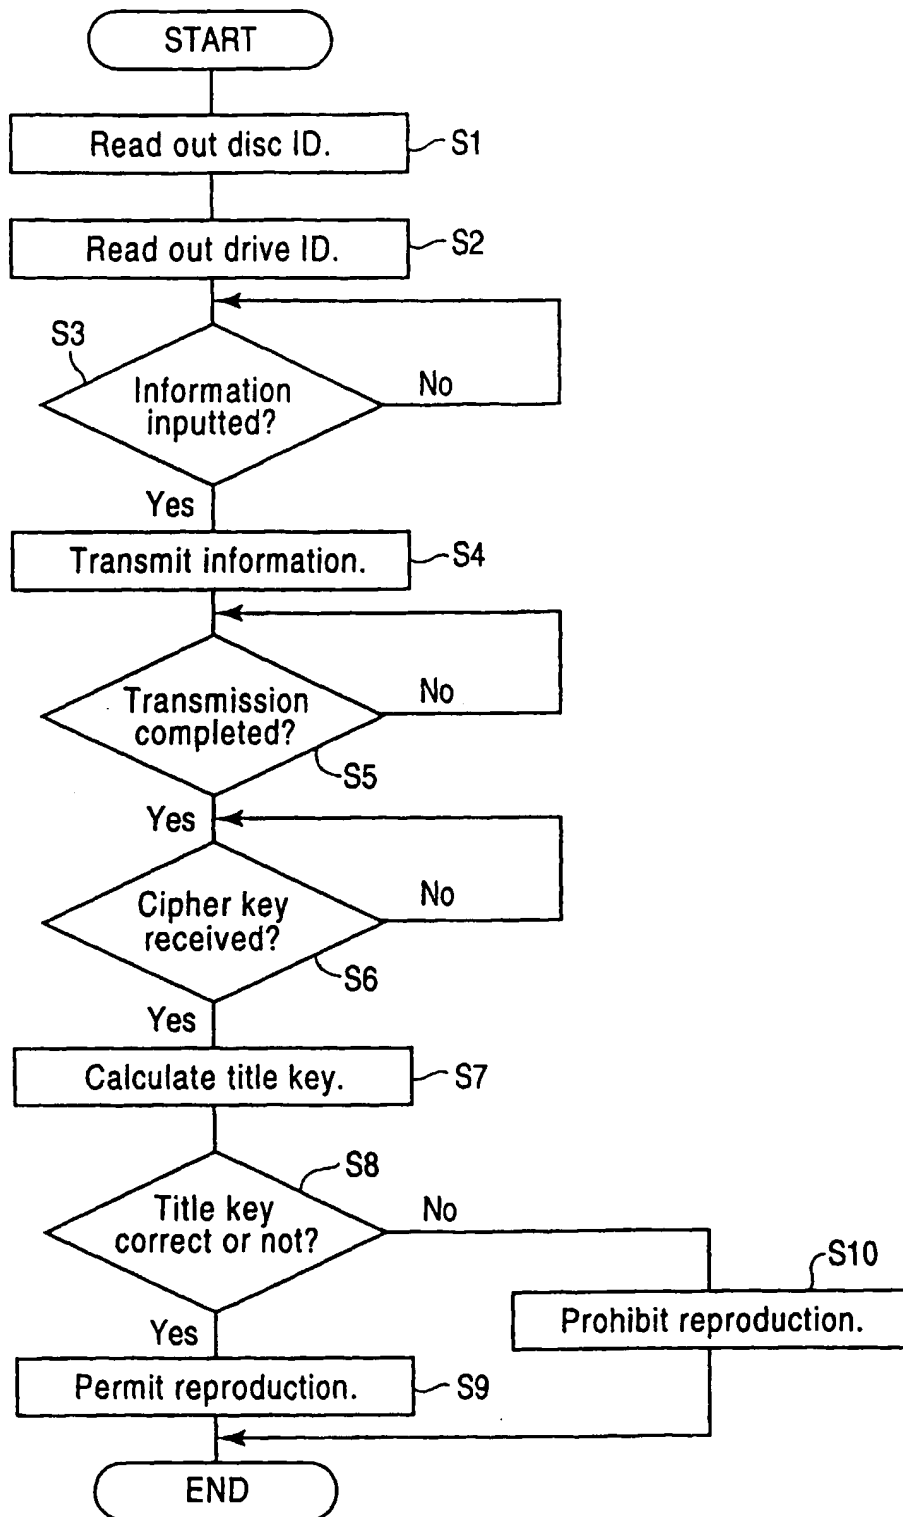 START
Read out disc ID.
S1
Read out drive ID.
S2
S3
Information
inputted?
No
Yes
Transmit information.
S4
Transmission
completed?
No
S5
Yes
Cipher key
received?
No
S6
Yes
Calculate title key.
S7
S8
Title key
correct or not?
No
S10
Prohibit reproduction.
Yes
Permit reproduction.
S9
END